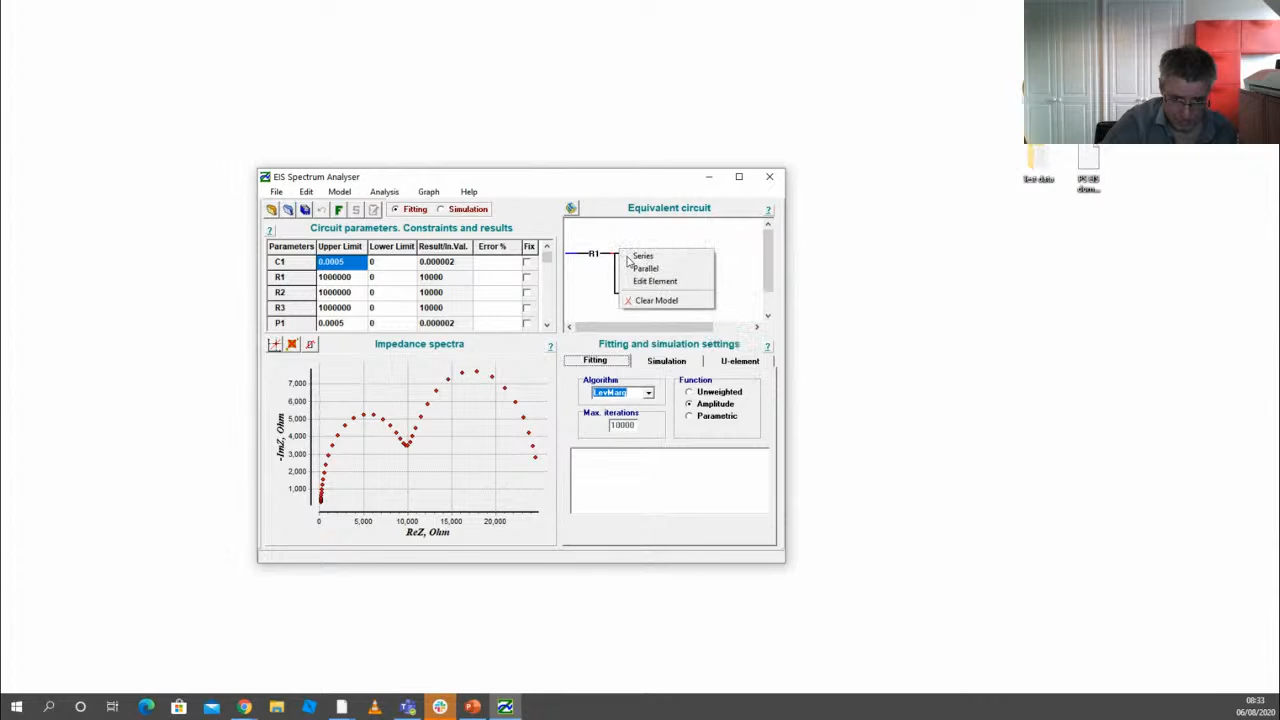 EIS Spectrum Analyser
File Edit Model Analysis Graph Help
F S Fitting Simulation
Equivalent circuit ?
? Circuit parameters. Constraints and results
Parameters Upper Limit Lower Limit Result/In.Val. Error % Fix
C1 0.0005 0 0.000002
R1 1000000 0 10000
R2 1000000 0 10000
R3 1000000 0 10000
P1 0.0005 0 0.000002
R1
Series
Parallel
Edit Element
Clear Model
Impedance spectra ?
7,000
6,000
5,000
4,000
3,000
2,000
1,000
-ImZ, Ohm
0 5,000 10,000 15,000 20,000
ReZ, Ohm
Fitting and simulation settings ?
Fitting Simulation U-element
Algorithm
LevMarq
Max. iterations
10000
Function
Unweighted
Amplitude
Parametric
Test data
08:33
06/08/2020